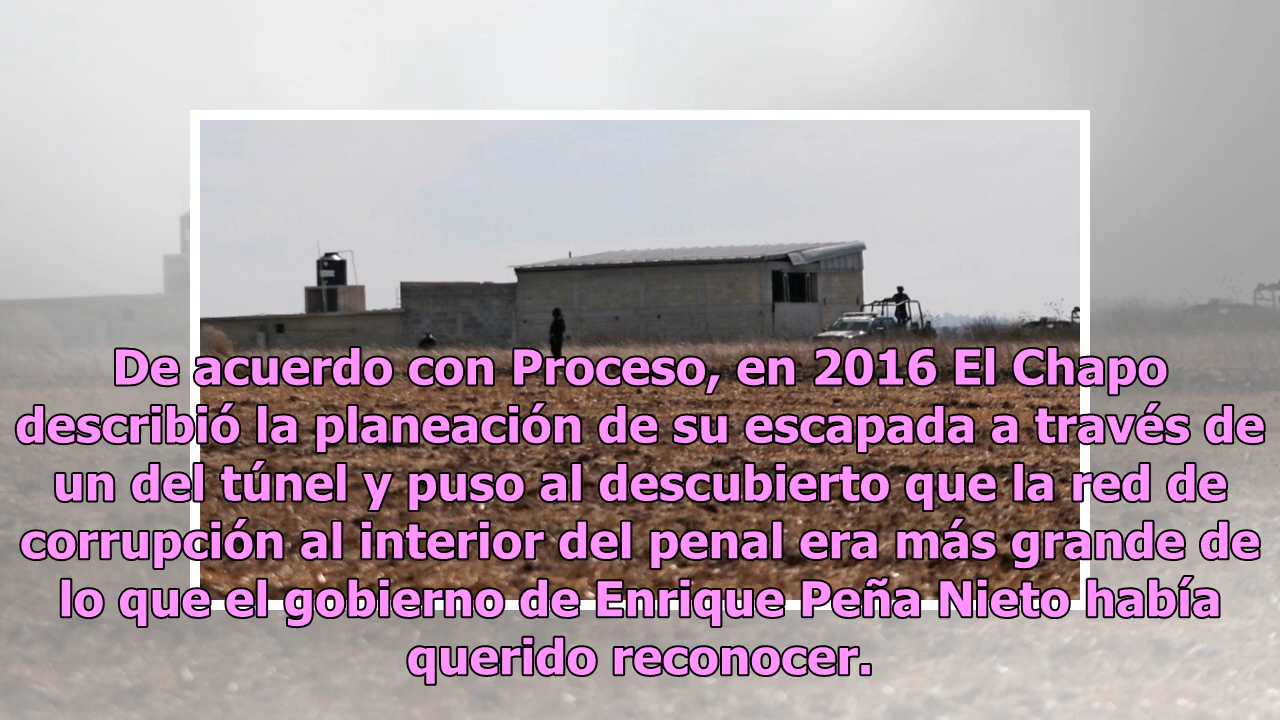 De acuerdo con Proceso, en 2016 El Chapo
describió la planeación de su escapada a través de
un del túnel y puso al descubierto que la red de
corrupción al interior del penal era más grande de
lo que el gobierno de Enrique Peña Nieto había
querido reconocer.